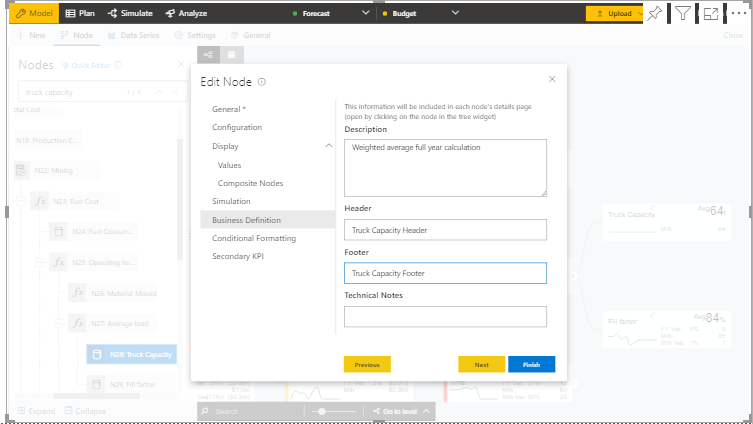 Model
Plan
Simulate
Analyze
Forecast
Budget
Upload
New
Node
Data Series
Settings
General
Close
Nodes
Quick Editor
truck capacity
1 / 1
otal Cost
N19: Production C...
N22: Mining
N23: Fuel Cost
N24: Fuel Consum...
N25: Operating ho...
N26: Material Moved
N27: Average load
N28: Truck Capacity
N29: Fill factor
Expand
Collapse
Edit Node
General *
Configuration
Display
Values
Composite Nodes
Simulation
Business Definition
Conditional Formatting
Secondary KPI
This information will be included in each node's details page
(open by clicking on the node in the tree widget)
Description
Weighted average full year calculation
Header
Truck Capacity Header
Footer
Truck Capacity Footer
Technical Notes
Previous
Next
Finish
Truck Capacity
Avg 64
Fill factor
Avg 84 %
Search
Go to level